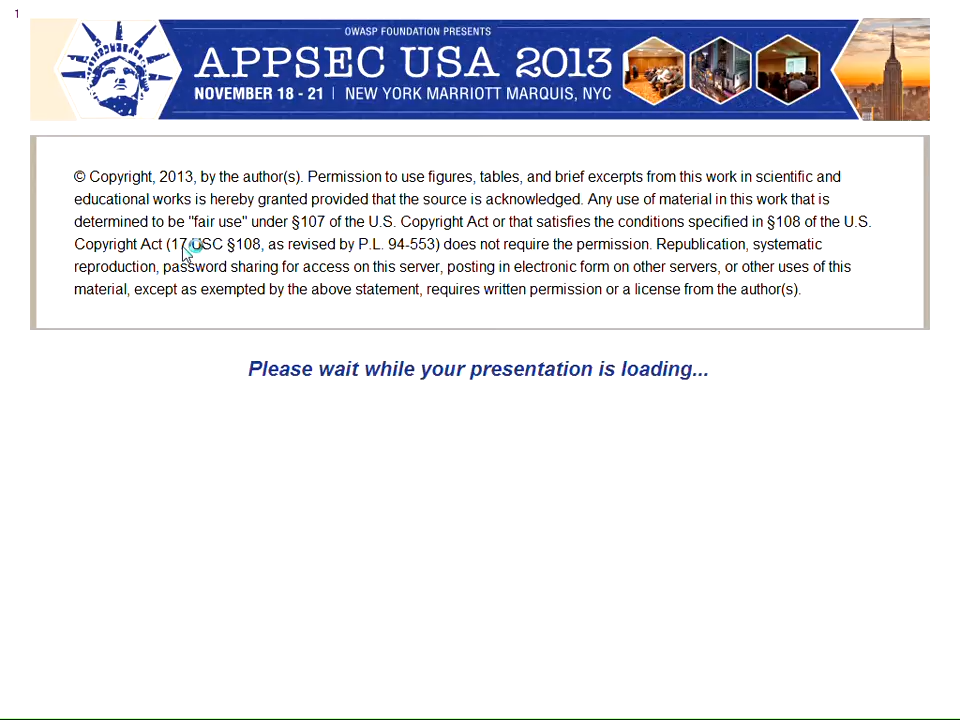 1
OWASP FOUNDATION PRESENTS
APPSEC USA 2013
NOVEMBER 18 - 21 | NEW YORK MARRIOTT MARQUIS, NYC
© Copyright, 2013, by the author(s). Permission to use figures, tables, and brief excerpts from this work in scientific and
educational works is hereby granted provided that the source is acknowledged. Any use of material in this work that is
determined to be "fair use" under §107 of the U.S. Copyright Act or that satisfies the conditions specified in §108 of the U.S.
Copyright Act (17 USC §108, as revised by P.L. 94-553) does not require the permission. Republication, systematic
reproduction, password sharing for access on this server, posting in electronic form on other servers, or other uses of this
material, except as exempted by the above statement, requires written permission or a license from the author(s).
Please wait while your presentation is loading...